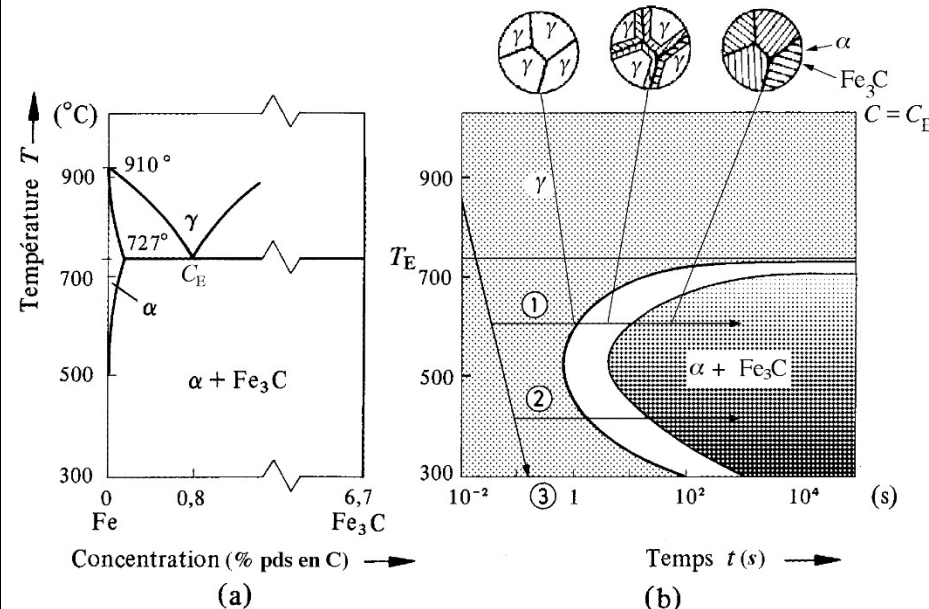 Température T
(°C)
900
700
500
300
910°
727°
γ
C_E
α
α + Fe₃C
0
0,8
6,7
Fe
Fe₃C
Concentration (% pds en C)
(a)
γ
γ
γ
γ
γ
γ
γ
γ
α
Fe₃C
C = C_E
900
T_E
700
500
300
γ
①
②
③
α + Fe₃C
10⁻²
1
10²
10⁴
(s)
Temps t (s)
(b)